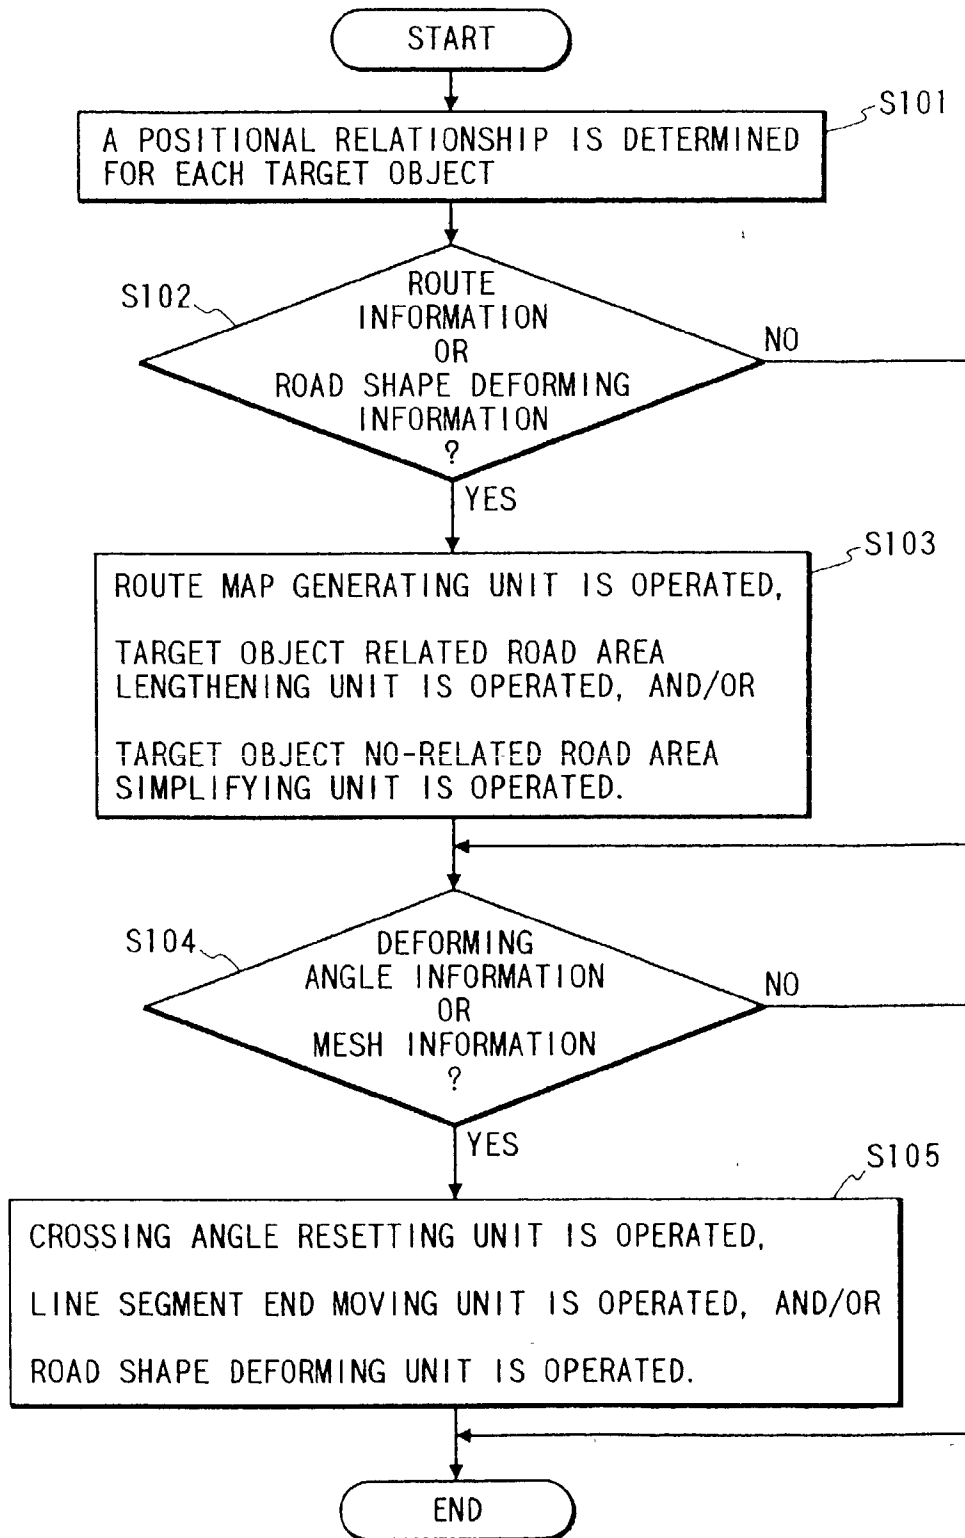 START
S101
A POSITIONAL RELATIONSHIP IS DETERMINED
FOR EACH TARGET OBJECT
S102
ROUTE
INFORMATION
OR
ROAD SHAPE DEFORMING
INFORMATION
?
NO
YES
S103
ROUTE MAP GENERATING UNIT IS OPERATED,
TARGET OBJECT RELATED ROAD AREA
LENGTHENING UNIT IS OPERATED, AND/OR
TARGET OBJECT NO-RELATED ROAD AREA
SIMPLIFYING UNIT IS OPERATED.
S104
DEFORMING
ANGLE INFORMATION
OR
MESH INFORMATION
?
NO
YES
S105
CROSSING ANGLE RESETTING UNIT IS OPERATED,
LINE SEGMENT END MOVING UNIT IS OPERATED, AND/OR
ROAD SHAPE DEFORMING UNIT IS OPERATED.
END